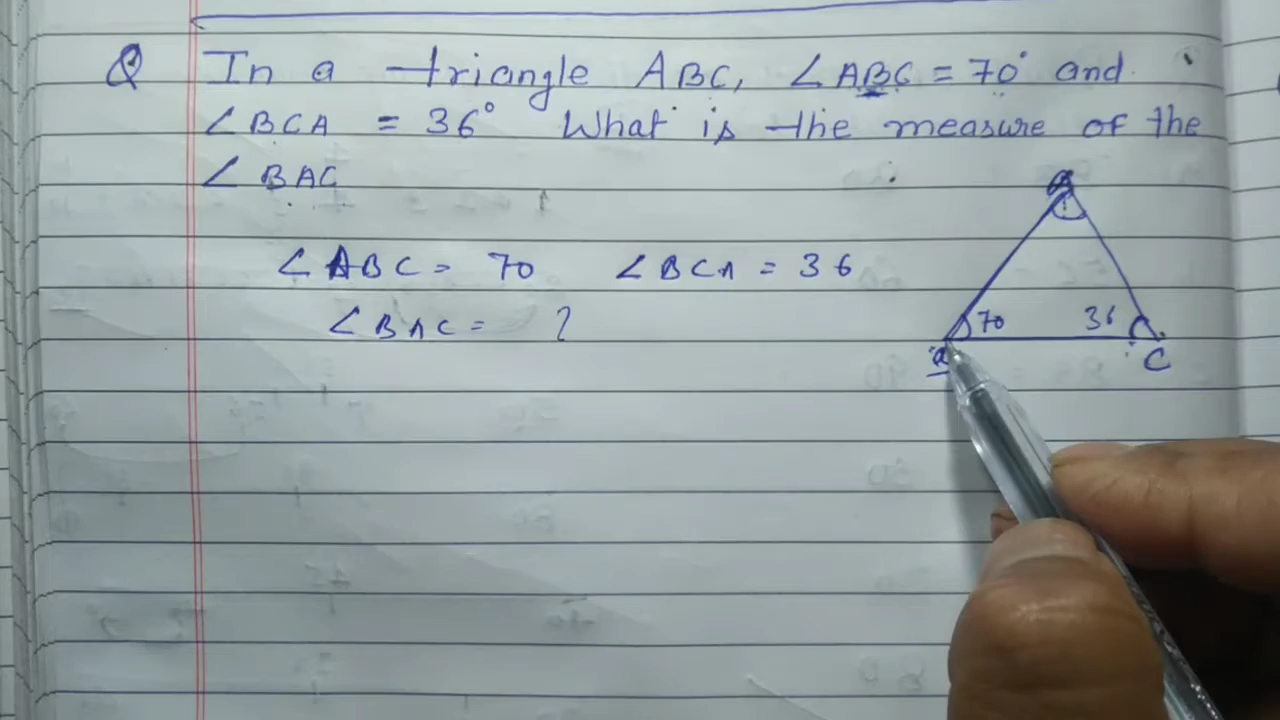 Q In a triangle ABC, ∠ABC = 70° and
∠BCA = 36° What is the measure of the
∠BAC
∠ABC = 70 ∠BCA = 36
∠BAC = ?
70 36
C